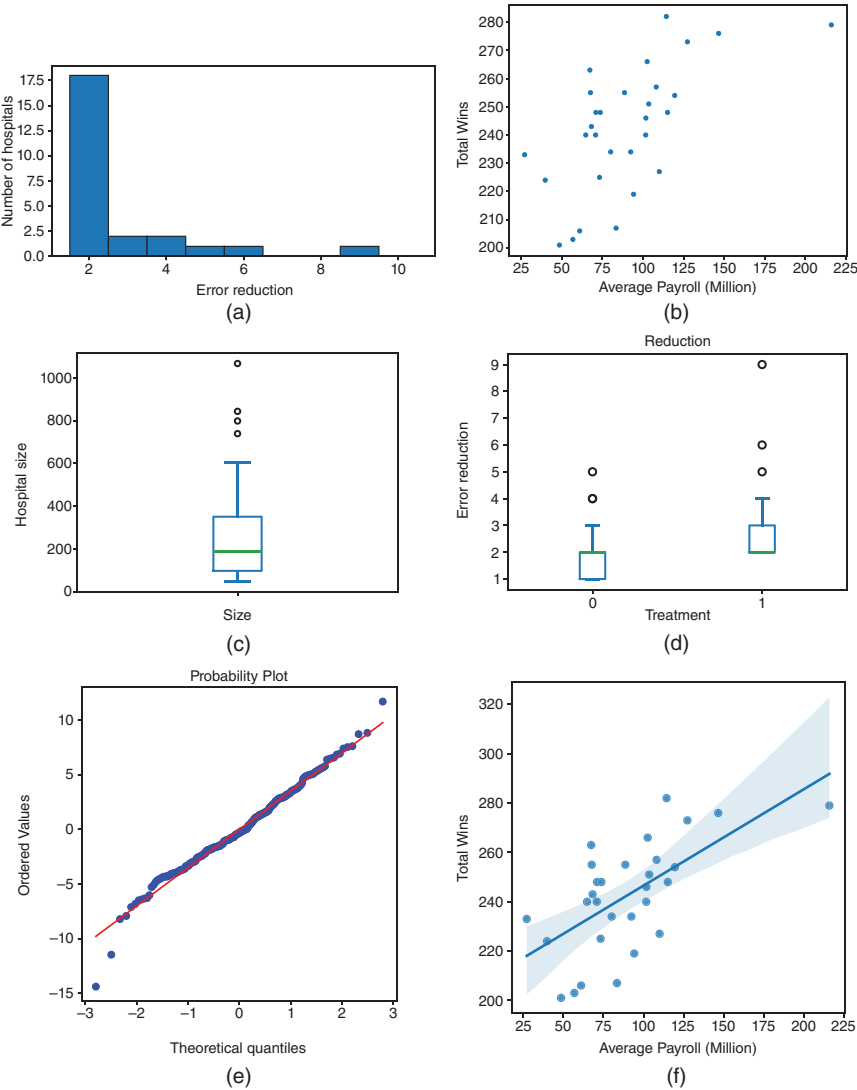 17.5
15.0
12.5
10.0
7.5
5.0
2.5
0.0
Number of hospitals
2 4 6 8 10
Error reduction
(a)
280
270
260
250
240
230
220
210
200
Total Wins
25 50 75 100 125 150 175 200 225
Average Payroll (Million)
(b)
1000
800
600
400
200
0
Hospital size
Size
(c)
Reduction
9
8
7
6
5
4
3
2
1
Error reduction
0 1
Treatment
(d)
Probability Plot
10
5
0
−5
−10
−15
Ordered Values
−3 −2 −1 0 1 2 3
Theoretical quantiles
(e)
320
300
280
260
240
220
200
Total Wins
25 50 75 100 125 150 175 200 225
Average Payroll (Million)
(f)